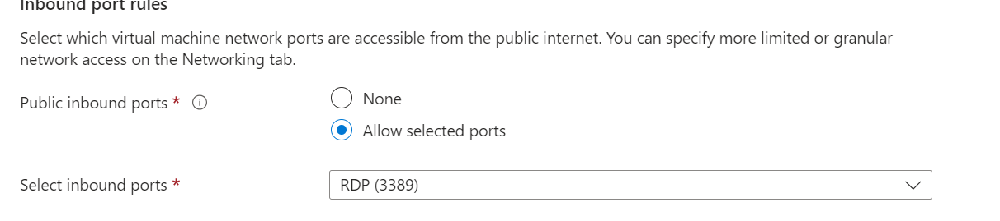 Inbound port rules
Select which virtual machine network ports are accessible from the public internet. You can specify more limited or granular
network access on the Networking tab.
Public inbound ports *
None
Allow selected ports
Select inbound ports *
RDP (3389)